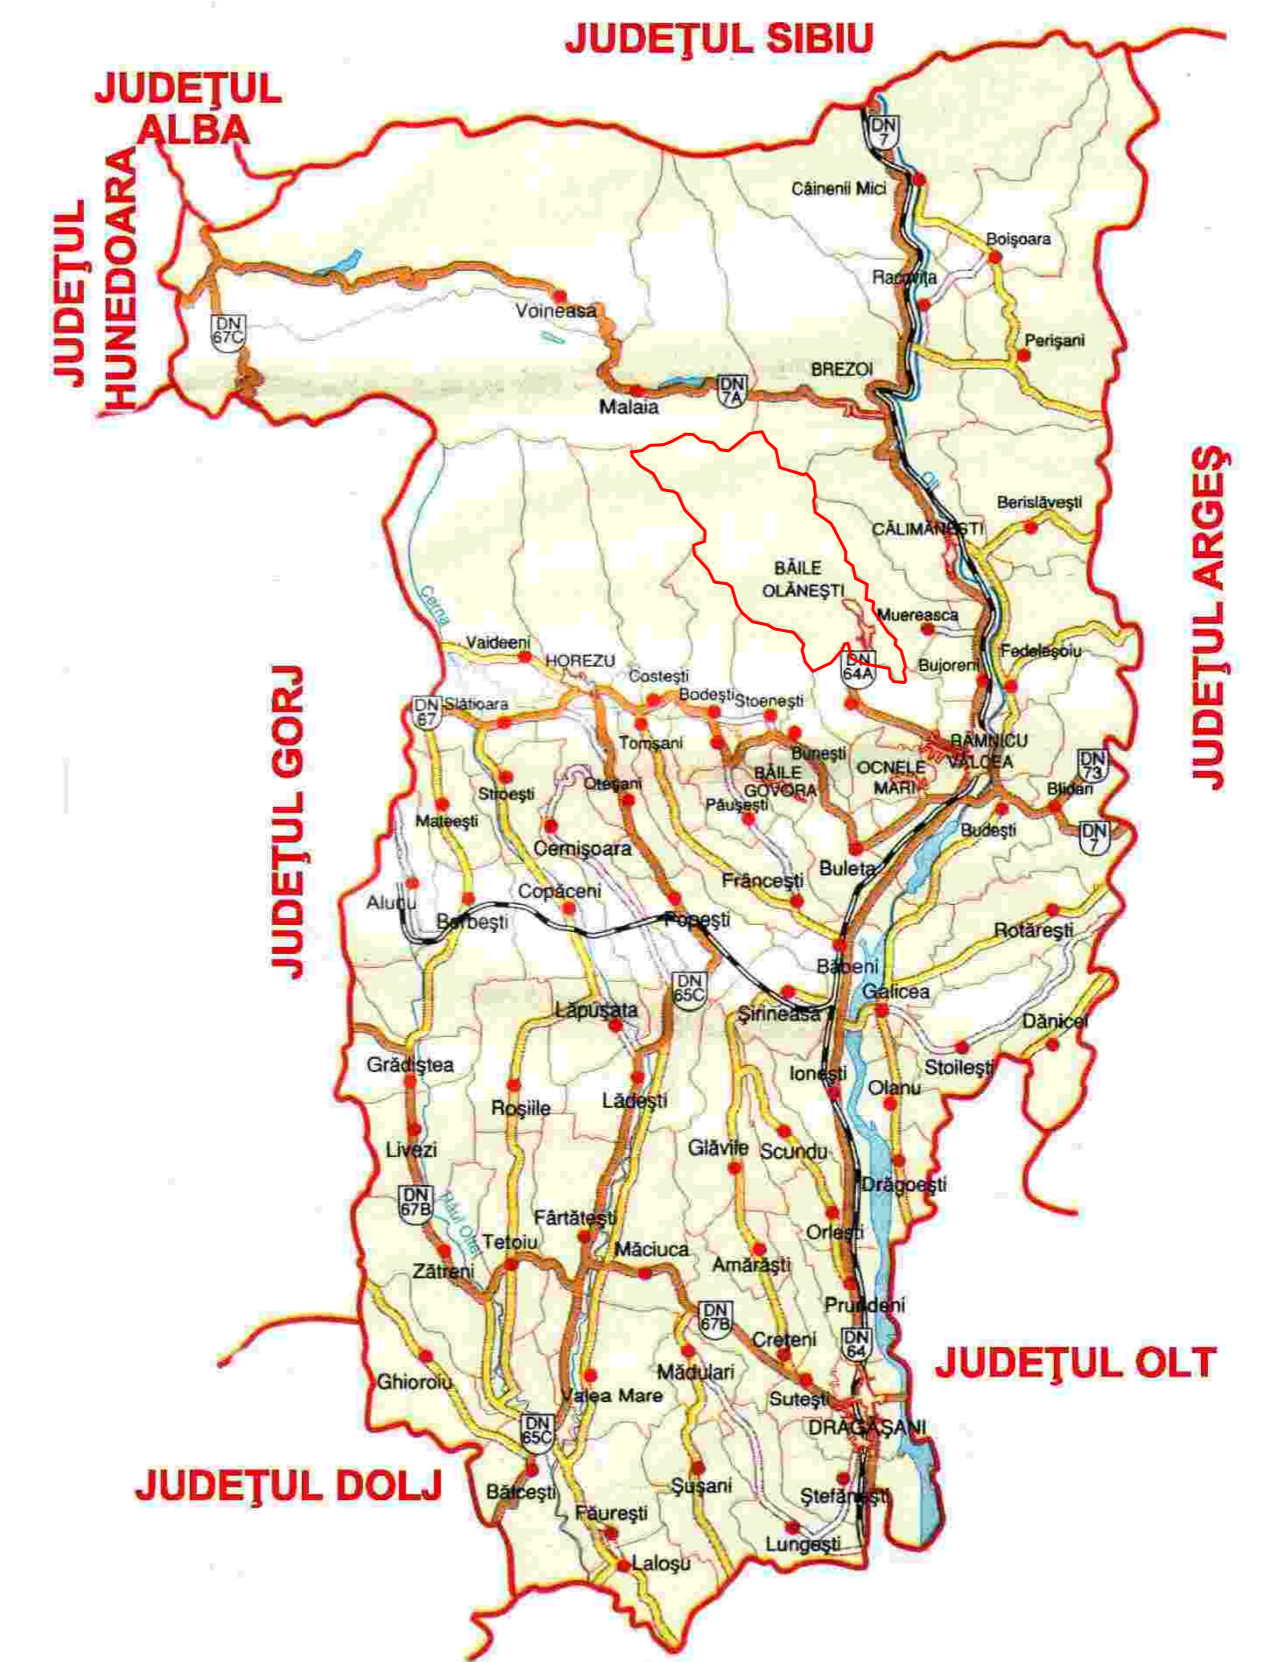 JUDEŢUL SIBIU
JUDEŢUL
ALBA
JUDEŢUL
HUNEDOARA
DN
7
Câinenii Mici
Boişoara
Racoviţa
Voineasa
DN
67C
Perişani
BREZOI
DN
7A
Malaia
JUDEŢUL ARGEŞ
Olt
Berislăveşti
CĂLIMĂNEŞTI
BĂILE
OLĂNEŞTI
Cerna
Muereasca
Vaideeni
Fedeleşoiu
HOREZU
DN
64A
Bujoreni
Costeşti
JUDEŢUL GORJ
DN
67
Slătioara
Bodeşti
Stoeneşti
Tomşani
Buneşti
RÂMNICU
VÂLCEA
BĂILE
GOVORA
OCNELE
MARI
DN
73
Stroeşti
Oteşani
Păuşeşti
Blidari
Mateeşti
Budeşti
DN
7
Cernişoara
Buleta
Frânceşti
Alunu
Copăceni
Berbeşti
Popeşti
Rotăreşti
Băbeni
DN
65C
Galicea
Lăpuşata
Şirineasa
Dănicei
Grădiştea
Ioneşti
Stoileşti
Olanu
Roşiile
Lădeşti
Livezi
Glăvile
Scundu
Drăgoeşti
DN
67B
Râul Olteţ
Fârtăteşti
Orleşti
Tetoiu
Măciuca
Amărăşti
Zătreni
Prundeni
DN
67B
Creţeni
DN
64
JUDEŢUL OLT
Mădulari
Ghioroiu
Valea Mare
Suteşti
DRĂGĂŞANI
DN
65C
JUDEŢUL DOLJ
Bălceşti
Şuşani
Ştefăneşti
Făureşti
Lungeşti
Laloşu